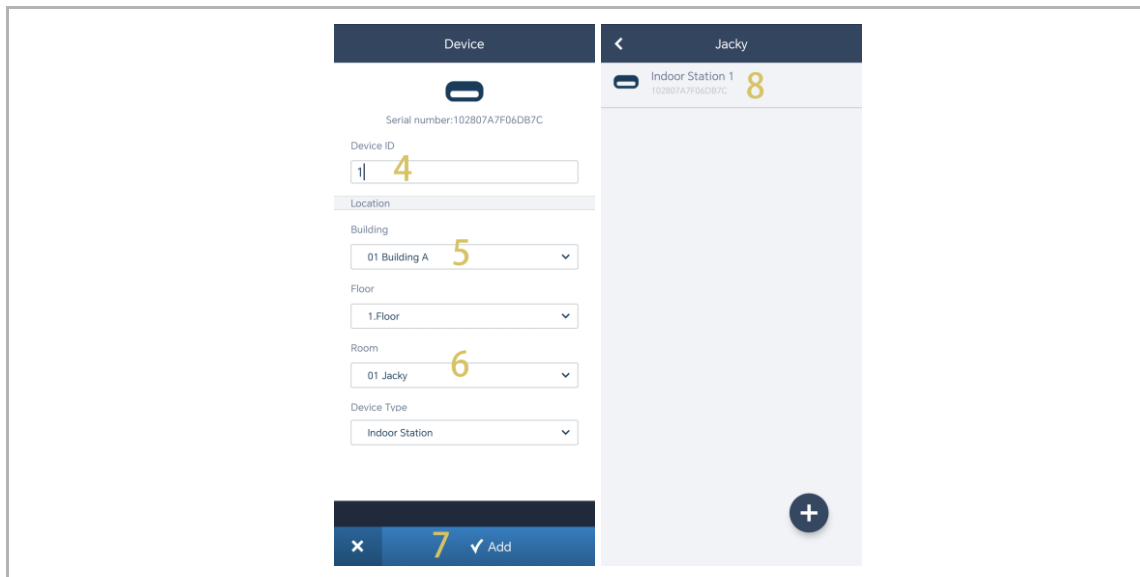 Device
Serial number:102807A7F06DB7C
Device ID
1
4
Location
Building
01 Building A
5
Floor
1.Floor
Room
01 Jacky
6
Device Type
Indoor Station
7
Add
Jacky
Indoor Station 1
102807A7F06DB7C
8